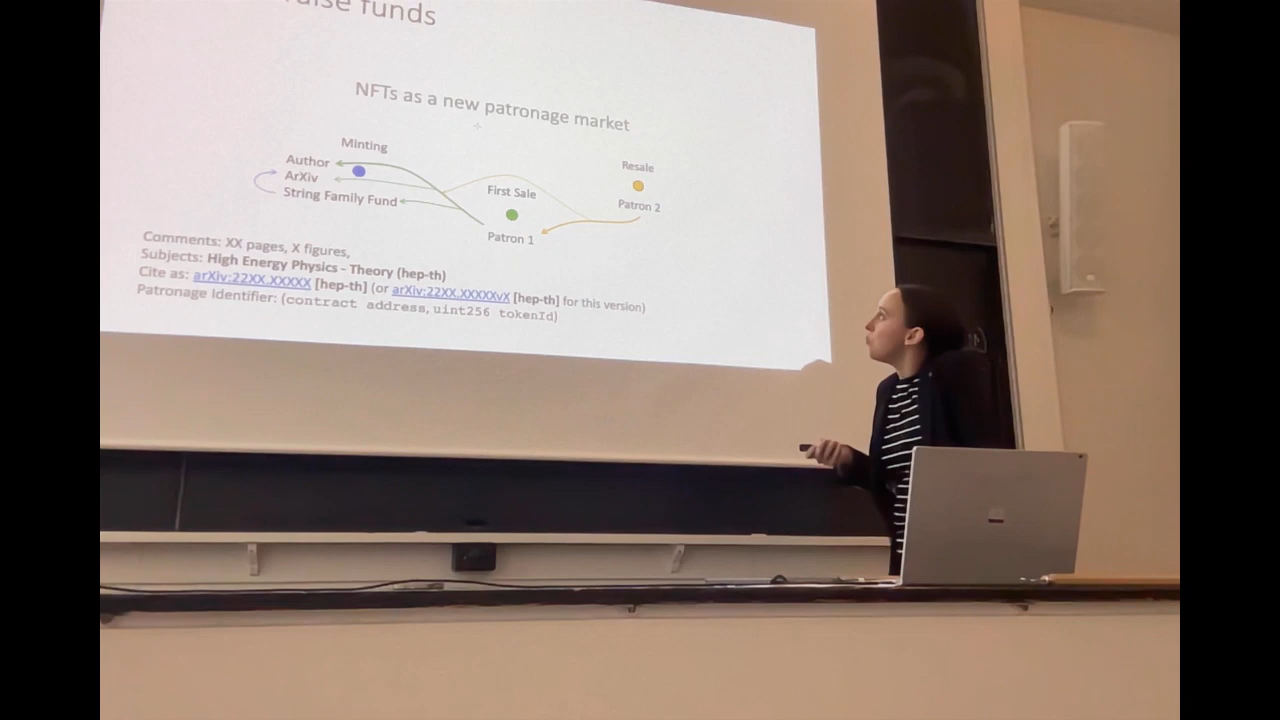 raise funds
NFTs as a new patronage market
Minting
Author
ArXiv
String Family Fund
First Sale
Patron 1
Resale
Patron 2
Comments: XX pages, X figures,
Subjects: High Energy Physics - Theory (hep-th)
Cite as: arXiv:22XX.XXXXX [hep-th] (or arXiv:22XX.XXXXXvX [hep-th] for this version)
Patronage Identifier: (contract address, uint256 tokenId)